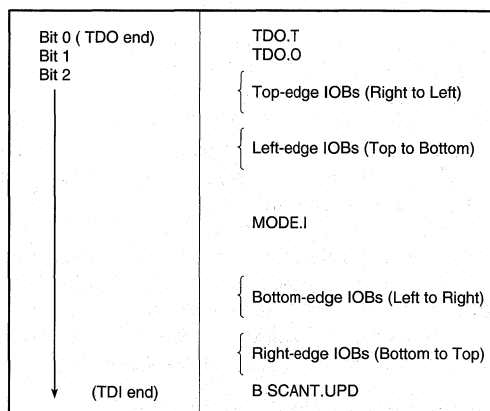 Bit 0 ( TDO end) TDO.T
Bit 1 TDO.O
Bit 2
Top-edge IOBs (Right to Left)
Left-edge IOBs (Top to Bottom)
MODE.I
Bottom-edge IOBs (Left to Right)
Right-edge IOBs (Bottom to Top)
(TDI end) B SCANT.UPD